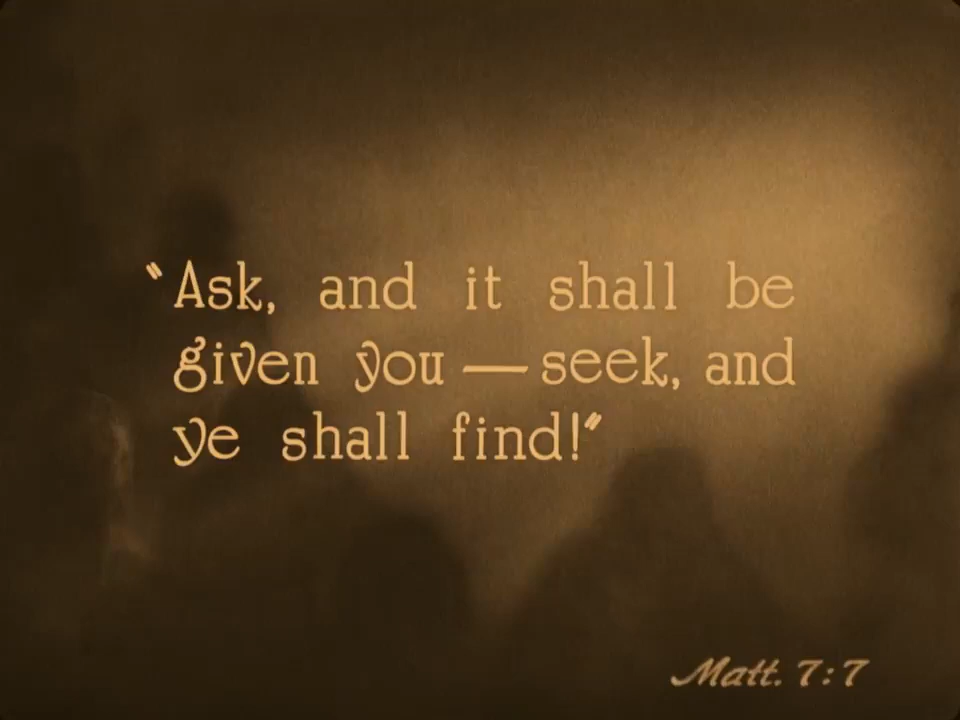 "Ask, and it shall be
given you — seek, and
ye shall find!"
Matt. 7:7